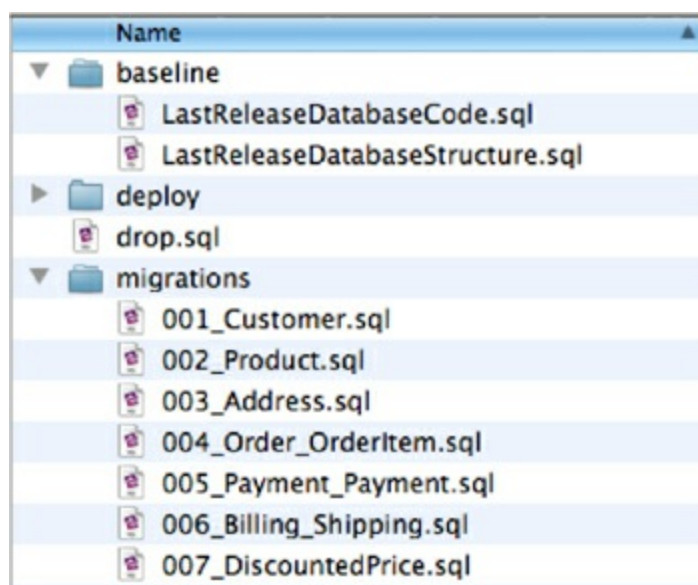 Name
baseline
LastReleaseDatabaseCode.sql
LastReleaseDatabaseStructure.sql
deploy
drop.sql
migrations
001_Customer.sql
002_Product.sql
003_Address.sql
004_Order_OrderItem.sql
005_Payment_Payment.sql
006_Billing_Shipping.sql
007_DiscountedPrice.sql